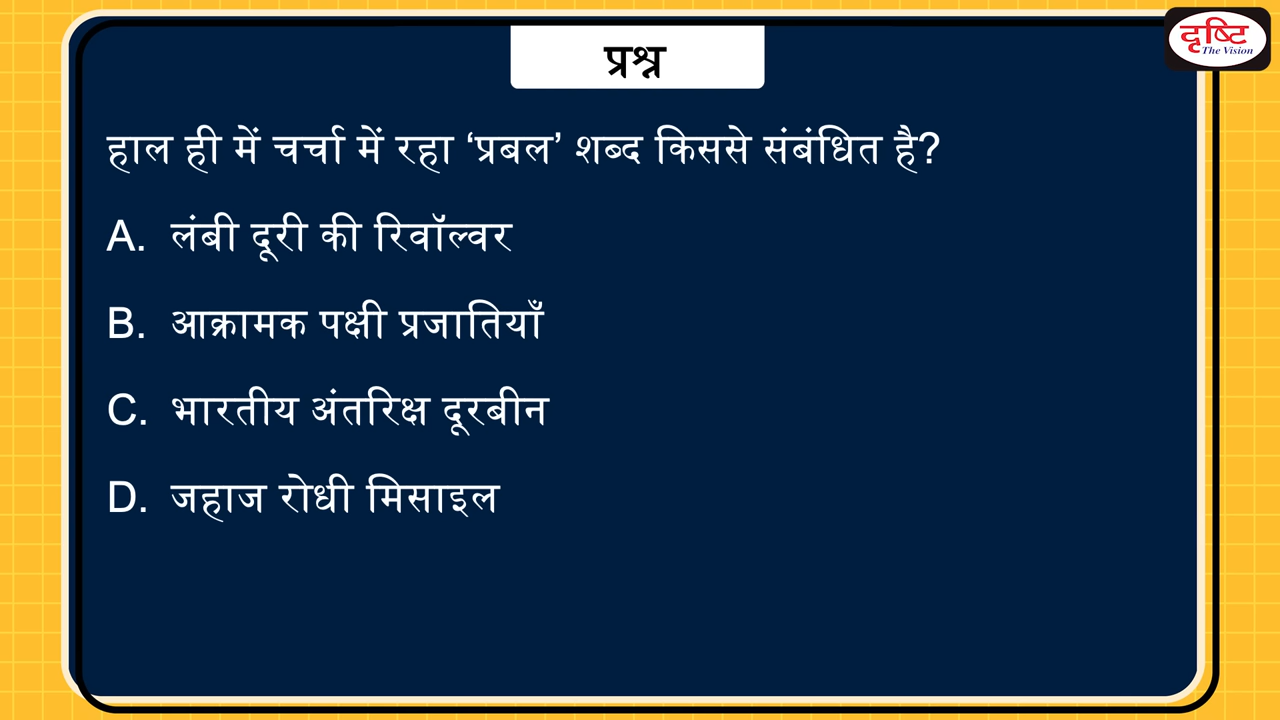 दृष्टि
The Vision
प्रश्न
हाल ही में चर्चा में रहा ‘प्रबल’ शब्द किससे संबंधित है?
A. लंबी दूरी की रिवॉल्वर
B. आक्रामक पक्षी प्रजातियाँ
C. भारतीय अंतरिक्ष दूरबीन
D. जहाज रोधी मिसाइल